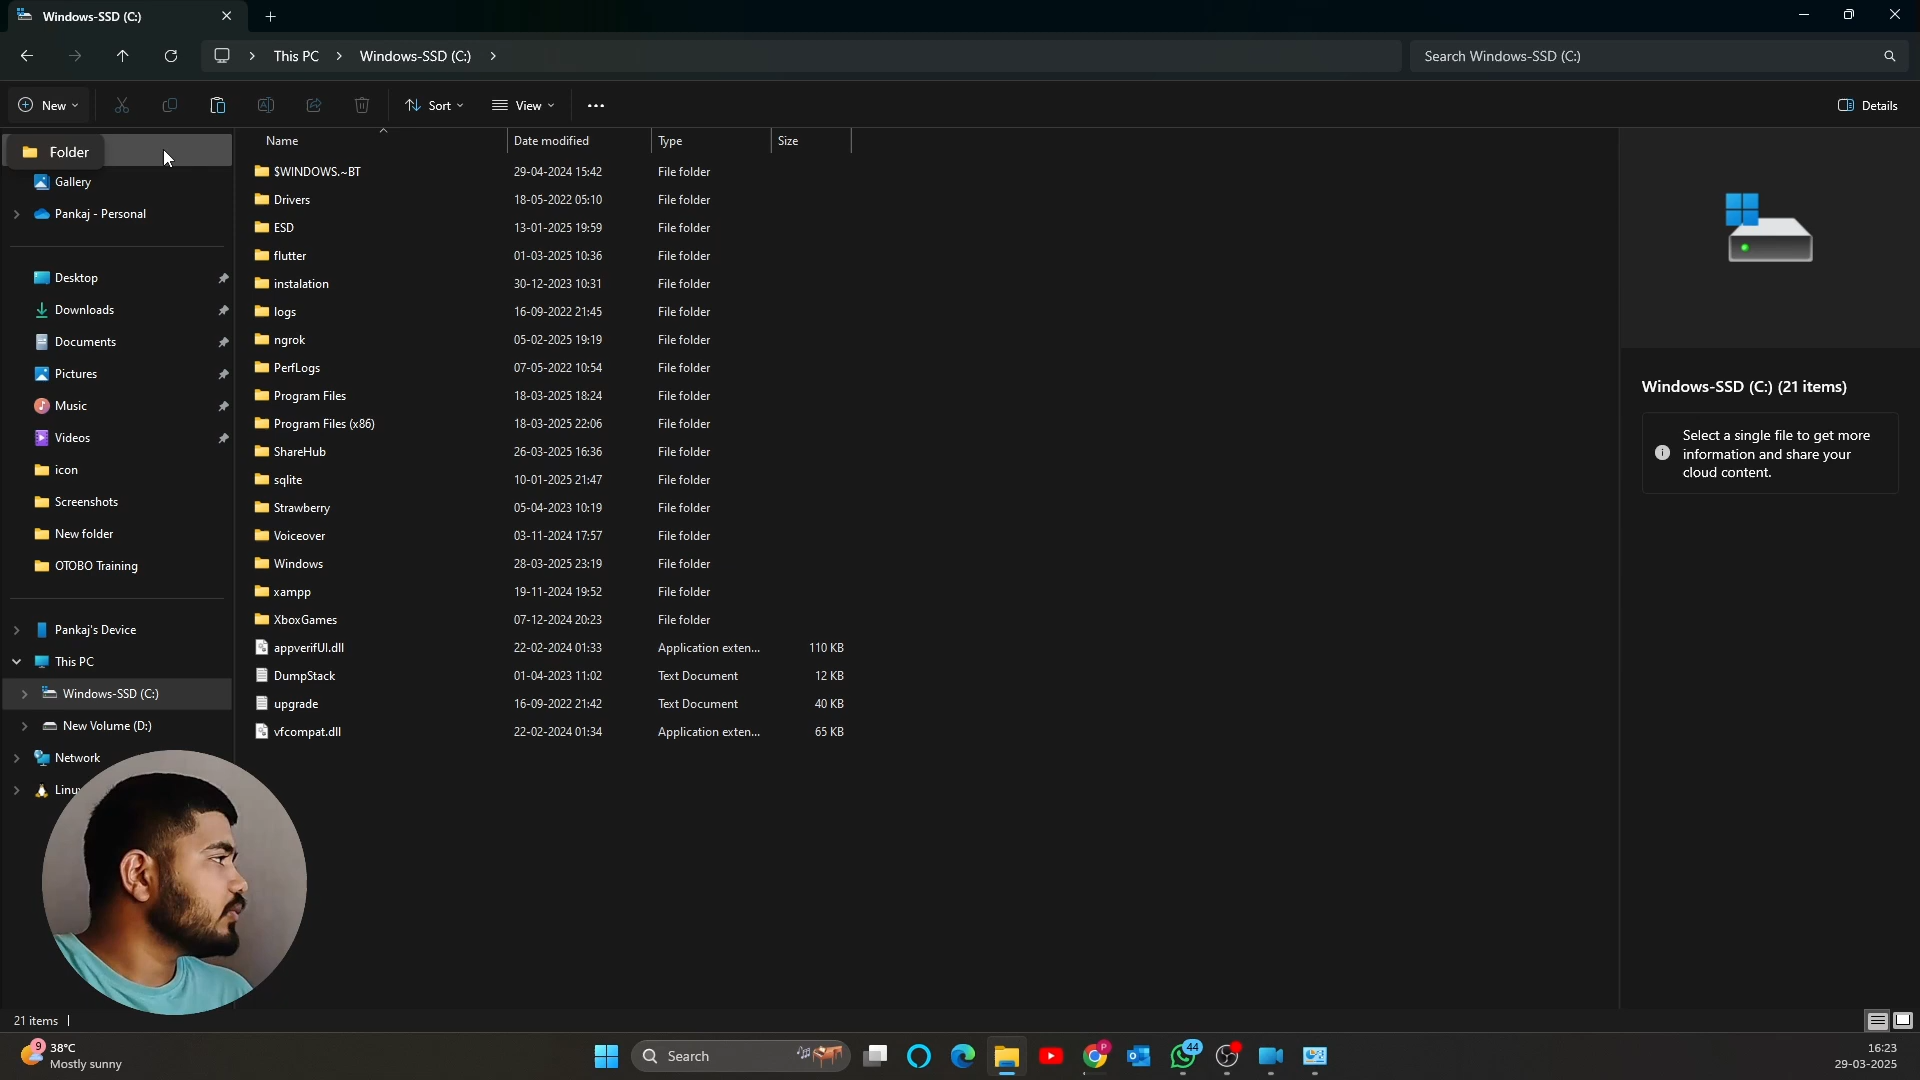 Windows-SSD (C:)
This PC > Windows-SSD (C:) >
Search Windows-SSD (C:)
New
Sort
View
Details
Folder
Gallery
Pankaj - Personal
Desktop
Downloads
Documents
Pictures
Music
Videos
icon
Screenshots
New folder
OTOBO Training
Pankaj's Device
This PC
Windows-SSD (C:)
New Volume (D:)
Network
Name Date modified Type Size
$WINDOWS.~BT 29-04-2024 15:42 File folder
Drivers 18-05-2022 05:10 File folder
ESD 13-01-2025 19:59 File folder
flutter 01-03-2025 10:36 File folder
instalation 30-12-2023 10:31 File folder
logs 16-09-2022 21:45 File folder
ngrok 05-02-2025 19:19 File folder
PerfLogs 07-05-2022 10:54 File folder
Program Files 18-03-2025 18:24 File folder
Program Files (x86) 18-03-2025 22:06 File folder
ShareHub 26-03-2025 16:36 File folder
sqlite 10-01-2025 21:47 File folder
Strawberry 05-04-2023 10:19 File folder
Voiceover 03-11-2024 17:57 File folder
Windows 28-03-2025 23:19 File folder
xampp 19-11-2024 19:52 File folder
XboxGames 07-12-2024 20:23 File folder
appverifUI.dll 22-02-2024 01:33 Application exten... 110 KB
DumpStack 01-04-2023 11:02 Text Document 12 KB
upgrade 16-09-2022 21:42 Text Document 40 KB
vfcompat.dll 22-02-2024 01:34 Application exten... 65 KB
Windows-SSD (C:) (21 items)
Select a single file to get more
information and share your
cloud content.
21 items
9
38°C
Mostly sunny
Search
P
44
16:23
29-03-2025